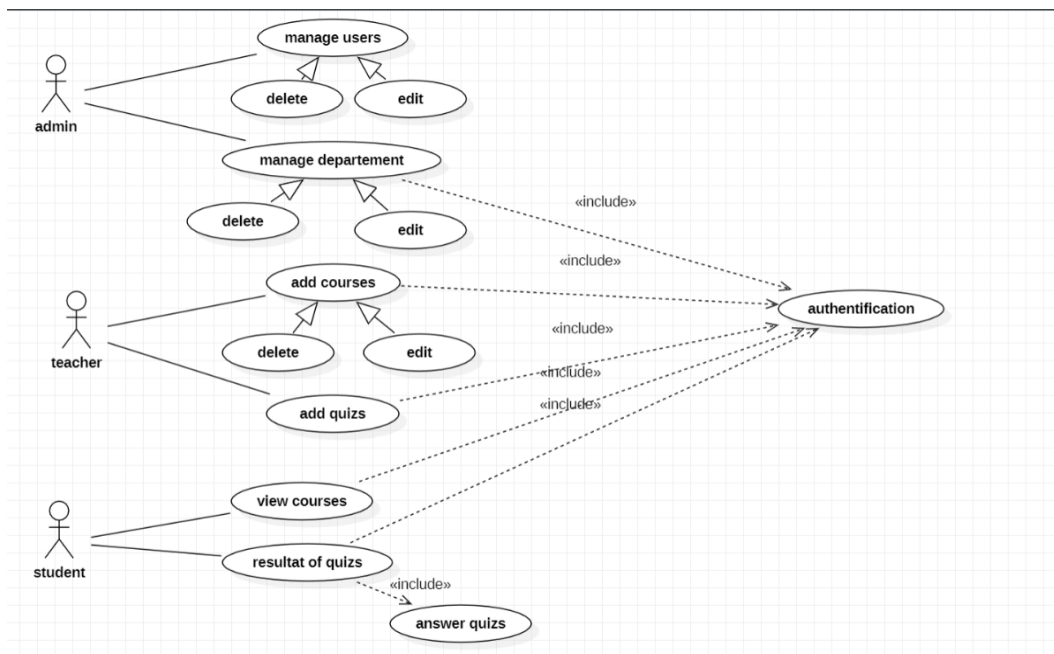 manage users
delete
edit
admin
manage departement
«include»
delete
edit
«include»
add courses
authentification
«include»
teacher
delete
edit
«include»
«include»
add quizs
view courses
student
resultat of quizs
«include»
answer quizs